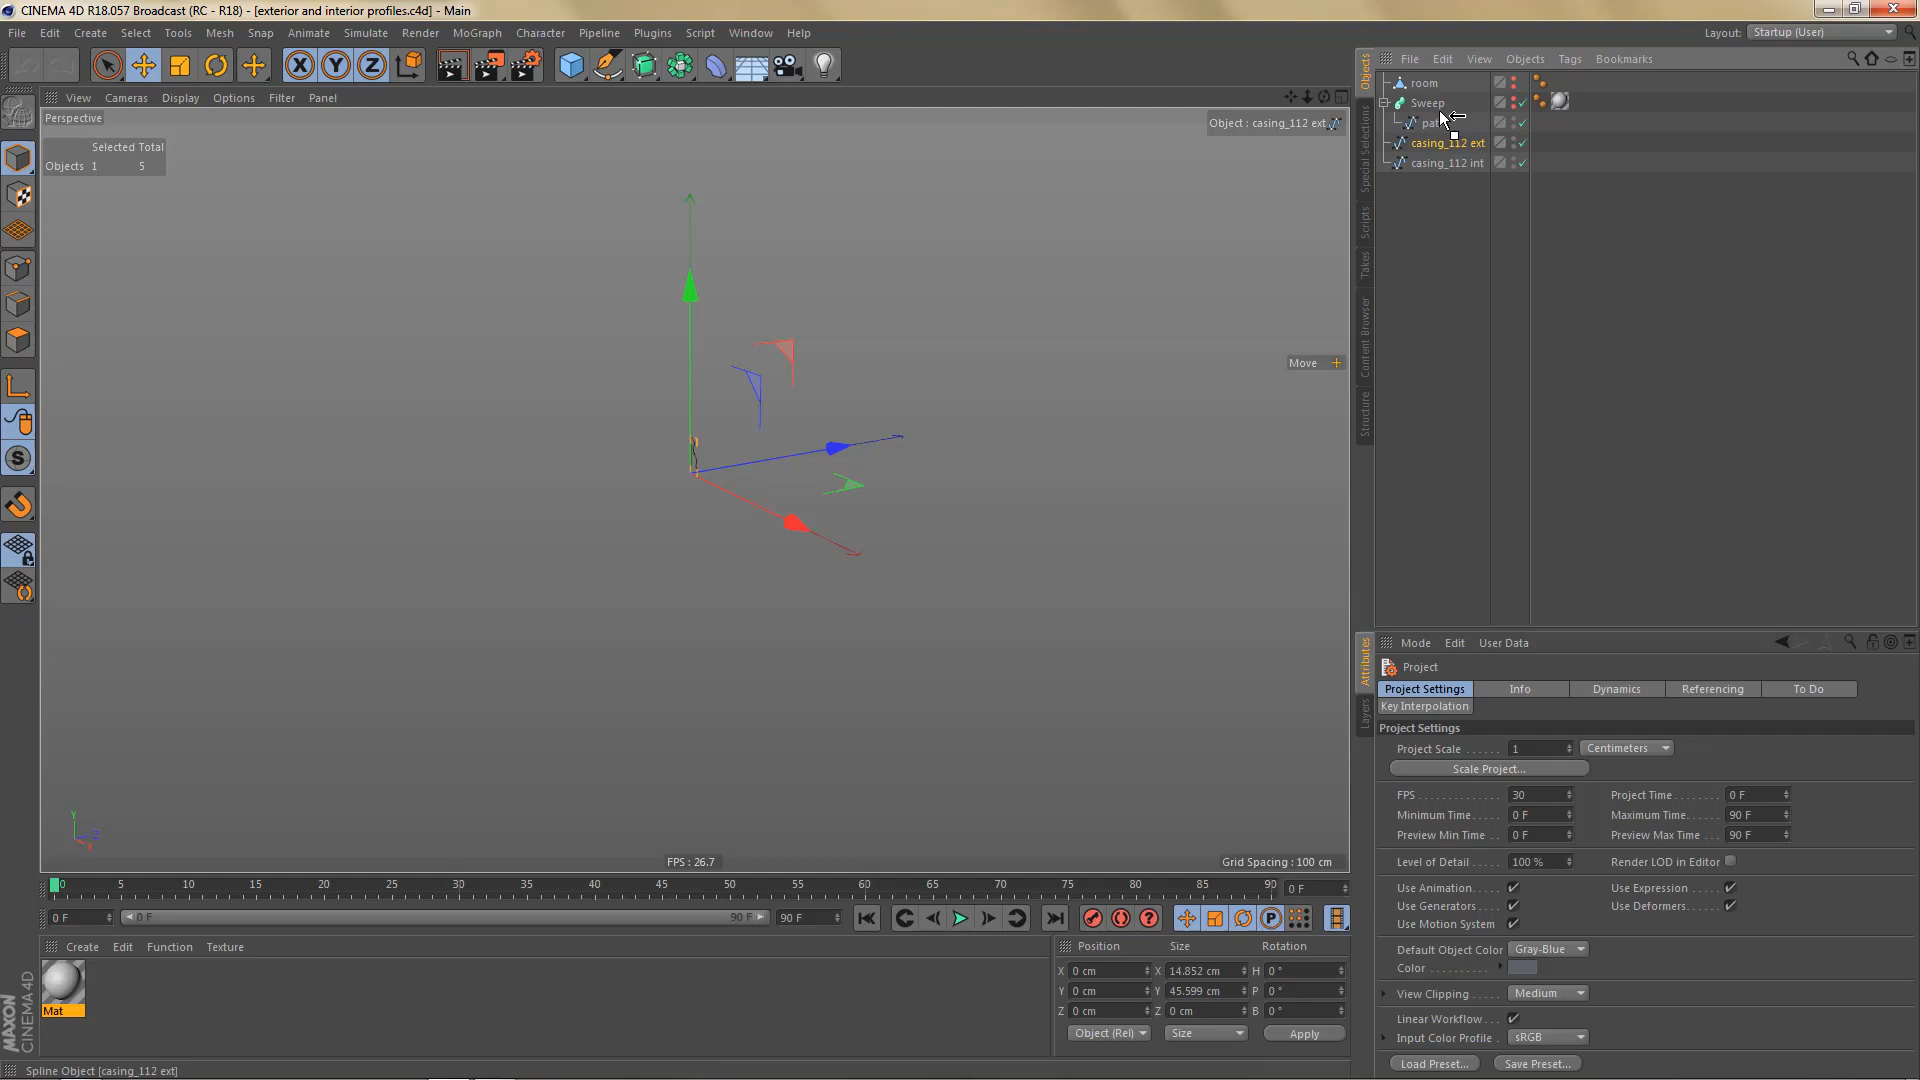 CINEMA 4D R18.057 Broadcast (RC - R18) - [exterior and interior profiles.c4d] - Main
File Edit Create Select Tools Mesh Snap Animate Simulate Render MoGraph Character Pipeline Plugins Script Window Help
Layout: Startup (User)
File Edit View Objects Tags Bookmarks
View Cameras Display Options Filter Panel
Perspective
Object : casing_112 ext
Selected Total
Objects 1 5
Move
room
Sweep
casing_112 ext
casing_112 int
Objects
Special Selections
Scripts
Takes
Content Browser
Structure
Attributes
Layers
Mode Edit User Data
Project
Project Settings Info Dynamics Referencing To Do
Key Interpolation
Project Settings
Project Scale . . . . . . 1 Centimeters
Scale Project...
FPS . . . . . . . . . . . . . 30 Project Time . . . . . . . . 0 F
Minimum Time. . . . . 0 F Maximum Time. . . . . . 90 F
Preview Min Time . . 0 F Preview Max Time . . . 90 F
Level of Detail . . . . . 100 % Render LOD in Editor
Use Animation. . . . Use Expression . . . . .
Use Generators . . . Use Deformers. . . . . .
Use Motion System
Default Object Color Gray-Blue
Color . . . . . . . . . .
View Clipping . . . . . Medium
Linear Workflow . . .
Input Color Profile . sRGB
Load Preset... Save Preset...
Y
Z
X
FPS : 26.7
Grid Spacing : 100 cm
0 5 10 15 20 25 30 35 40 45 50 55 60 65 70 75 80 85 90 0 F
0 F 0 F 90 F 90 F
Create Edit Function Texture
Mat
Position Size Rotation
X 0 cm X 14.852 cm H 0 °
Y 0 cm Y 45.599 cm P 0 °
Z 0 cm Z 0 cm B 0 °
Object (Rel) Size Apply
MAXON
CINEMA 4D
Spline Object [casing_112 ext]